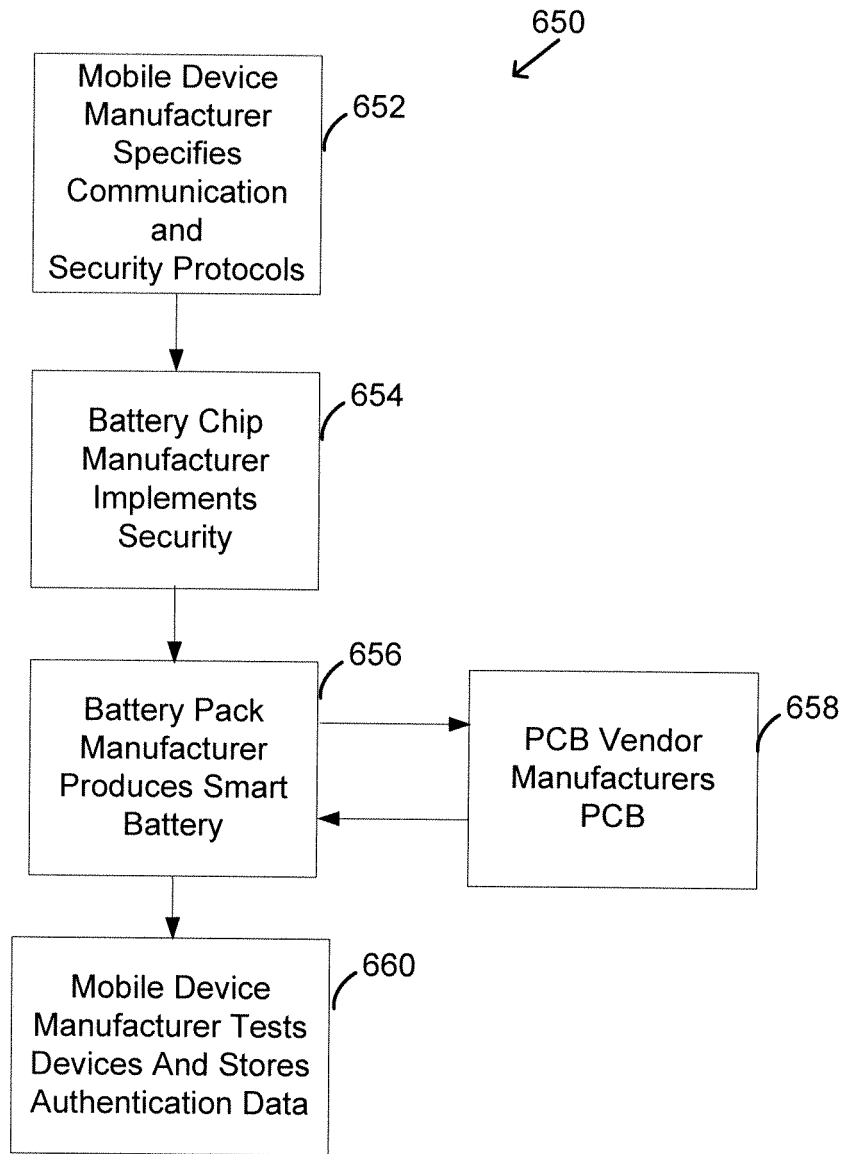 650
Mobile Device
Manufacturer
Specifies
Communication
and
Security Protocols
652
Battery Chip
Manufacturer
Implements
Security
654
Battery Pack
Manufacturer
Produces Smart
Battery
656
PCB Vendor
Manufacturers
PCB
658
Mobile Device
Manufacturer Tests
Devices And Stores
Authentication Data
660